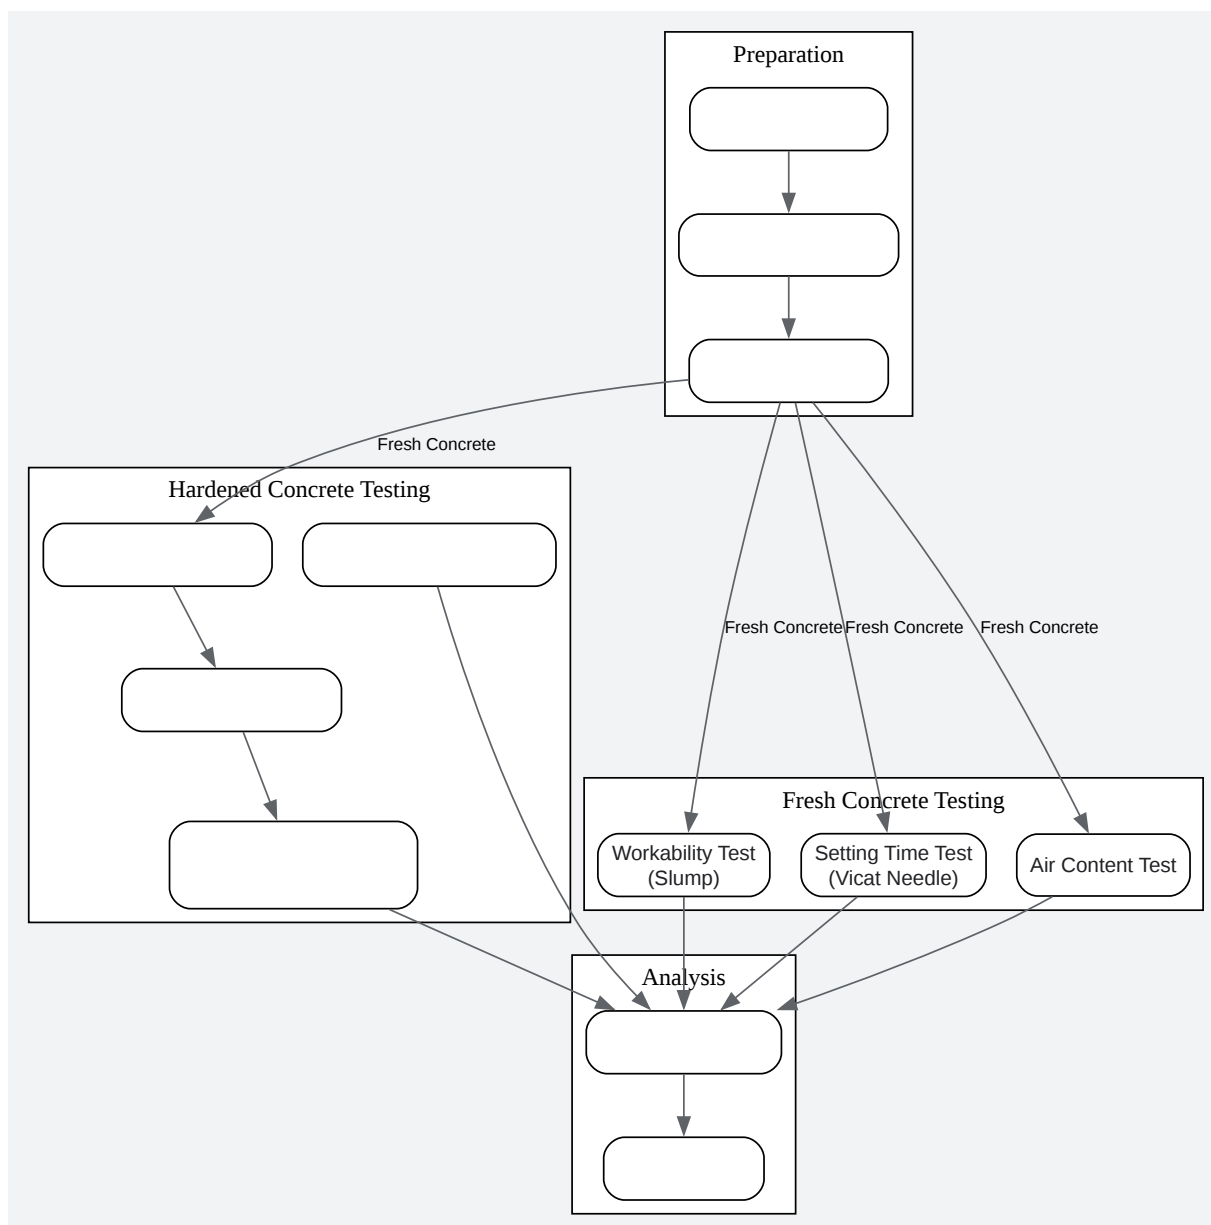 Preparation
Fresh Concrete
Hardened Concrete Testing
Fresh Concrete
Fresh Concrete
Fresh Concrete
Fresh Concrete Testing
Workability Test
(Slump)
Setting Time Test
(Vicat Needle)
Air Content Test
Analysis